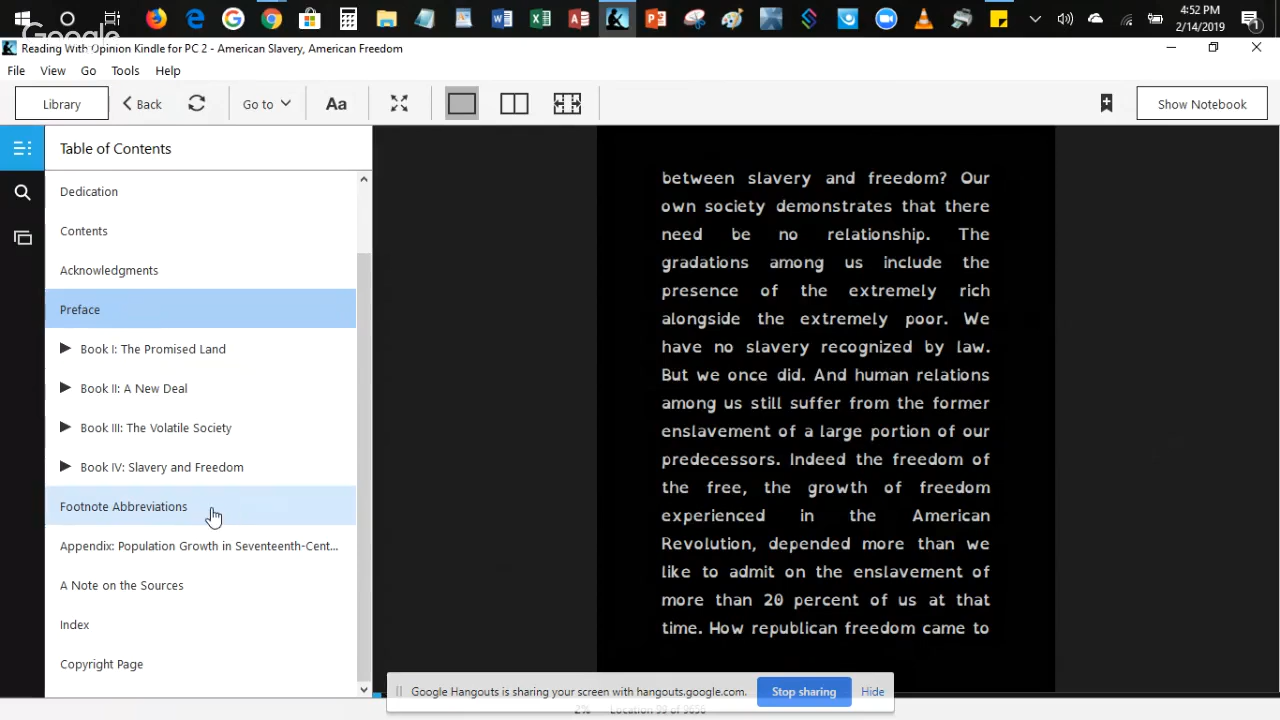 4:52 PM
2/14/2019
Google
Reading With Opinion Kindle for PC 2 - American Slavery, American Freedom
File View Go Tools Help
Library Back Go to Aa Show Notebook
Table of Contents
Dedication
Contents
Acknowledgments
Preface
Book I: The Promised Land
Book II: A New Deal
Book III: The Volatile Society
Book IV: Slavery and Freedom
Footnote Abbreviations
Appendix: Population Growth in Seventeenth-Cent...
A Note on the Sources
Index
Copyright Page
between slavery and freedom? Our
own society demonstrates that there
need be no relationship. The
gradations among us include the
presence of the extremely rich
alongside the extremely poor. We
have no slavery recognized by law.
But we once did. And human relations
among us still suffer from the former
enslavement of a large portion of our
predecessors. Indeed the freedom of
the free, the growth of freedom
experienced in the American
Revolution, depended more than we
like to admit on the enslavement of
more than 20 percent of us at that
time. How republican freedom came to
Google Hangouts is sharing your screen with hangouts.google.com. Stop sharing Hide
2% Location 99 of 9656